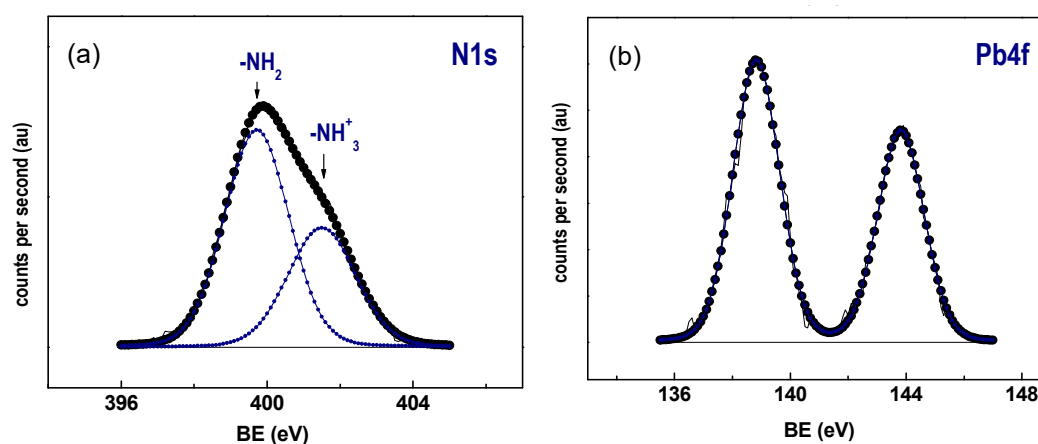 (a)
N1s
-NH2
-NH+3
counts per second (au)
396
400
404
BE (eV)
(b)
Pb4f
counts per second (au)
136
140
144
148
BE (eV)